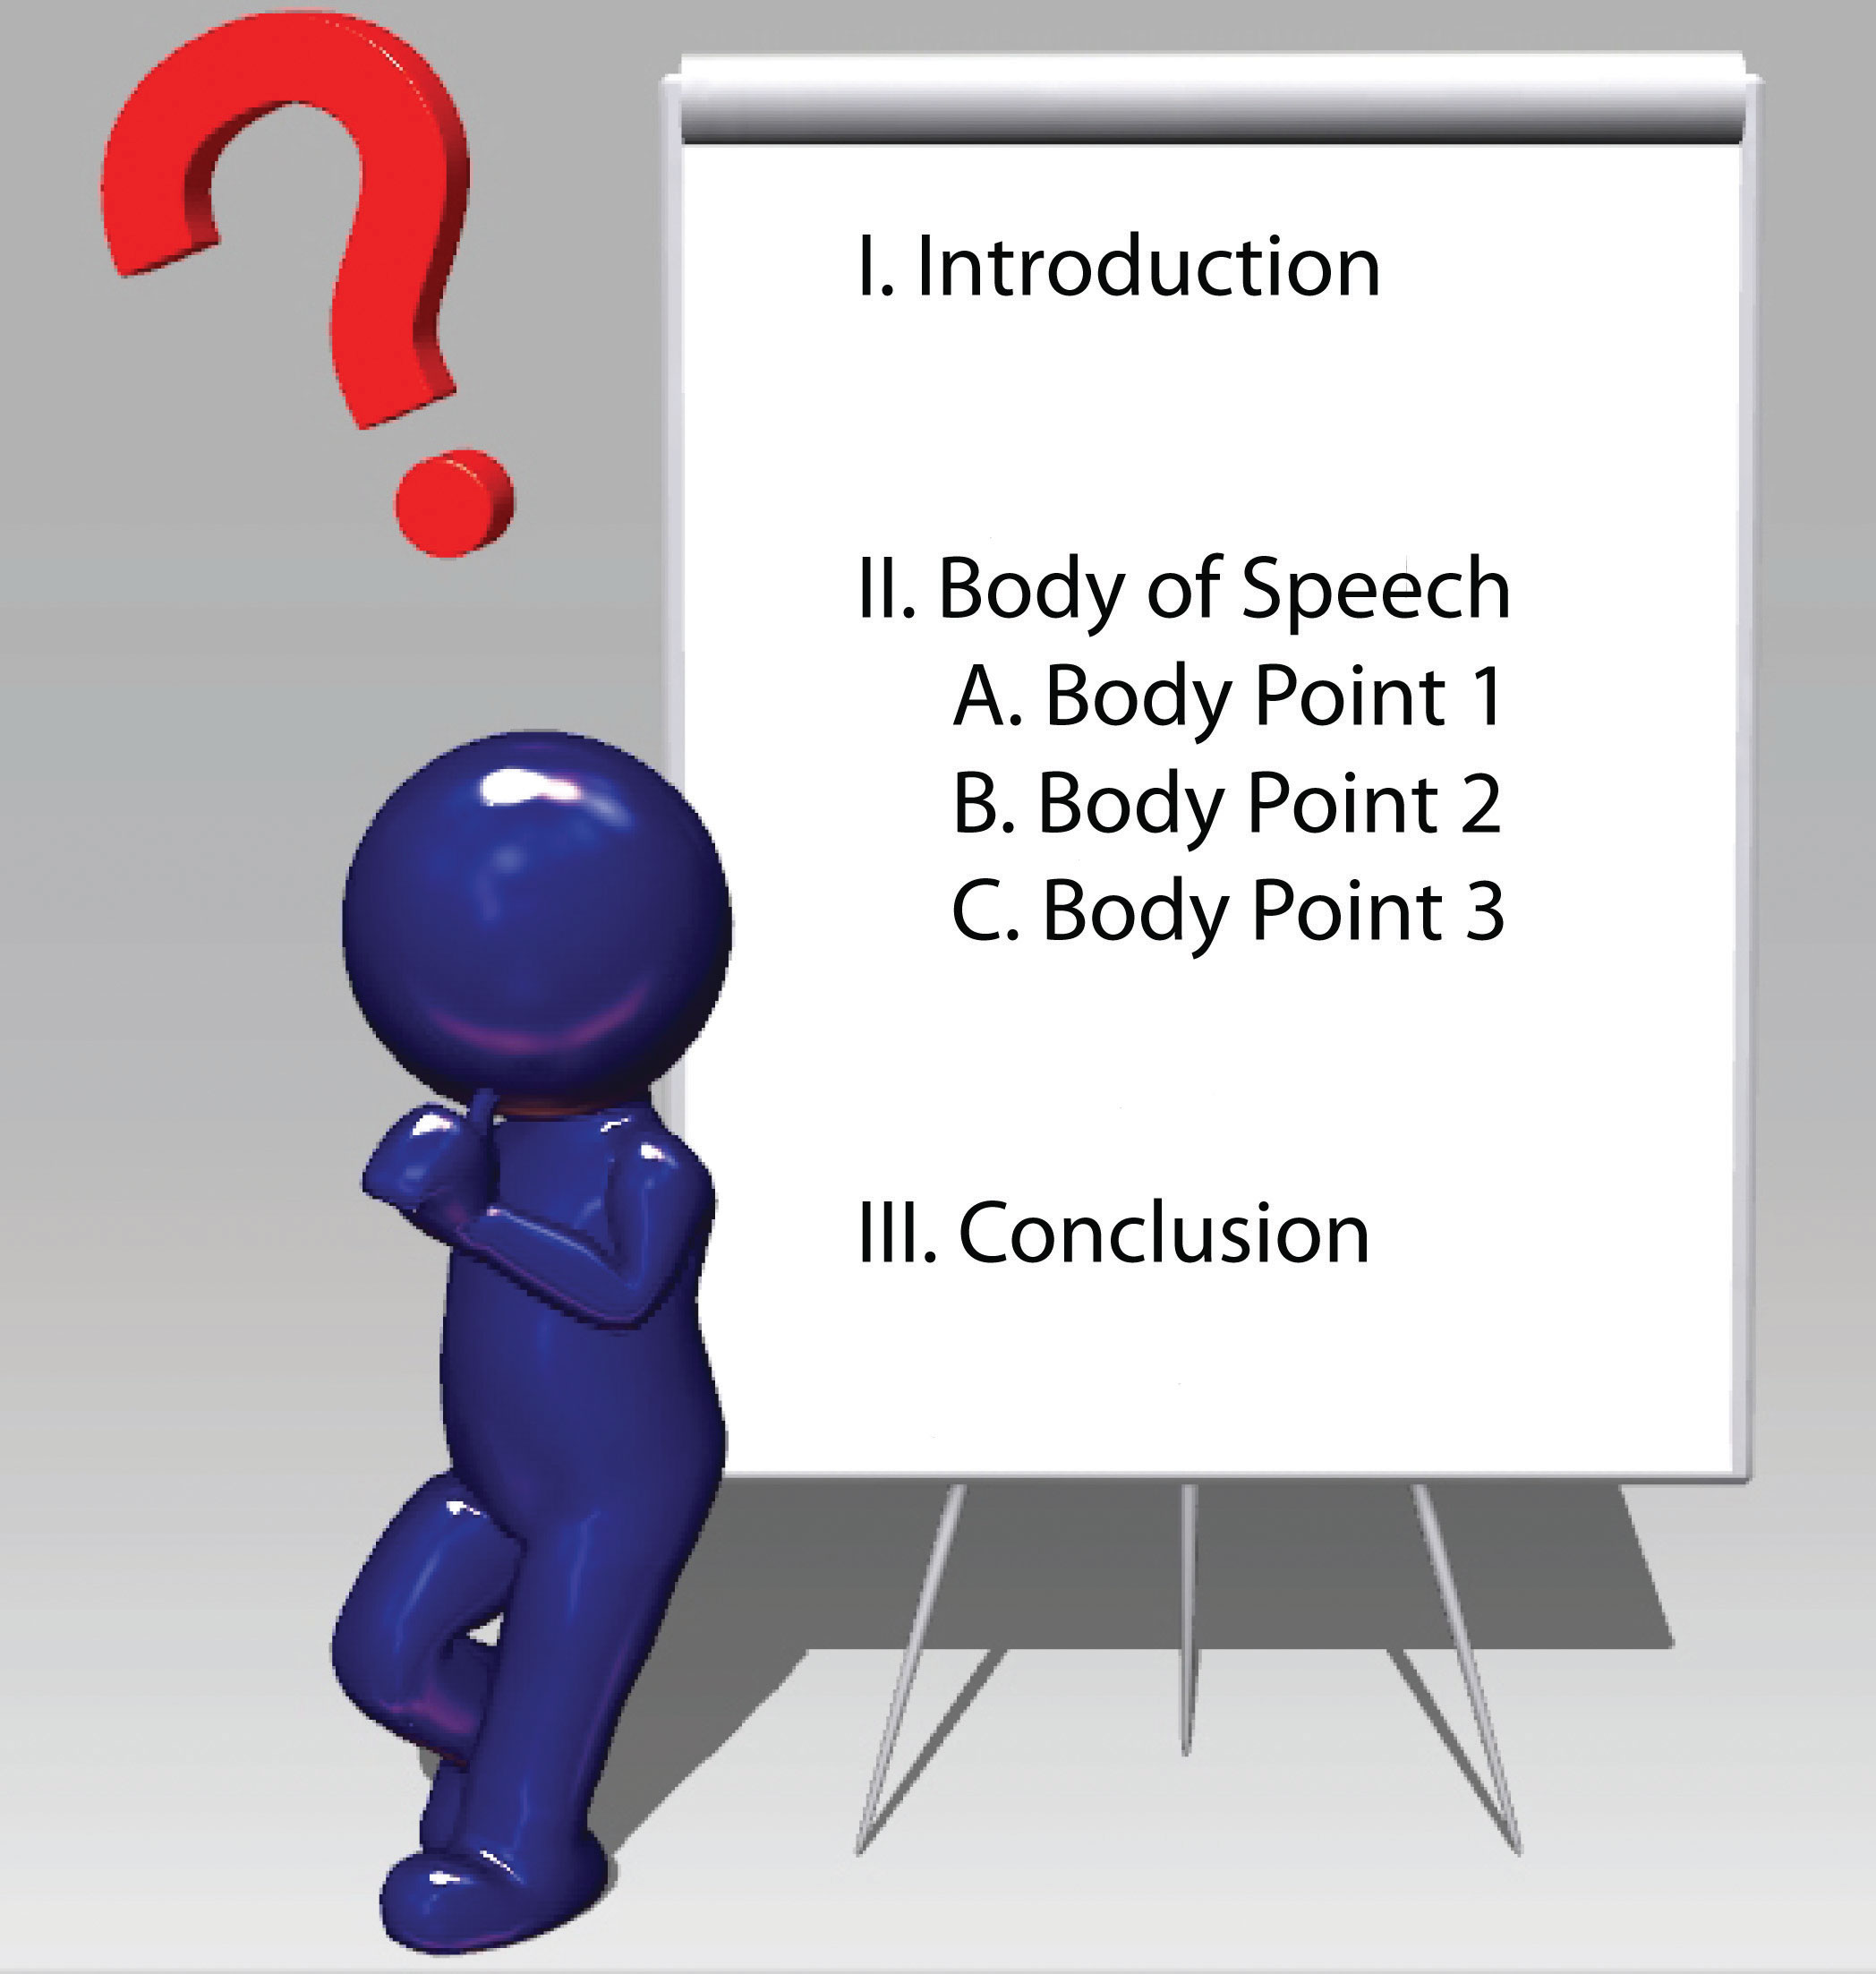 I. Introduction
II. Body of Speech
A. Body Point 1
B. Body Point 2
C. Body Point 3
III. Conclusion